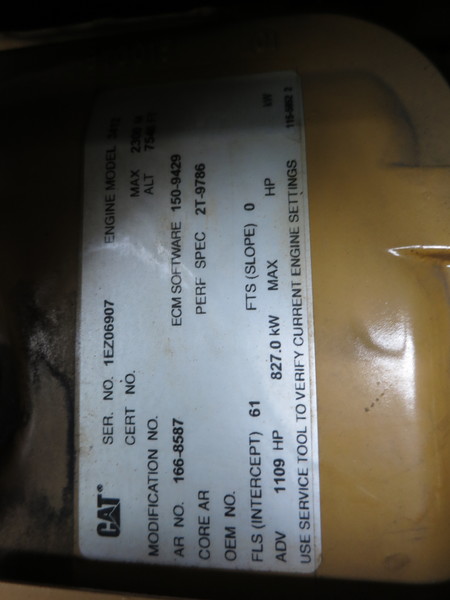 CAT®
SER. NO. 1EZ06907 ENGINE MODEL
CERT NO. MAX
ALT
MODIFICATION NO.
AR NO. 166-8587 ECM SOFTWARE 150-9429
CORE AR PERF SPEC 2T-9786
OEM NO.
FLS (INTERCEPT) 61 FTS (SLOPE) 0
ADV 1109 HP 827.0 kW MAX HP kW
USE SERVICE TOOL TO VERIFY CURRENT ENGINE SETTINGS